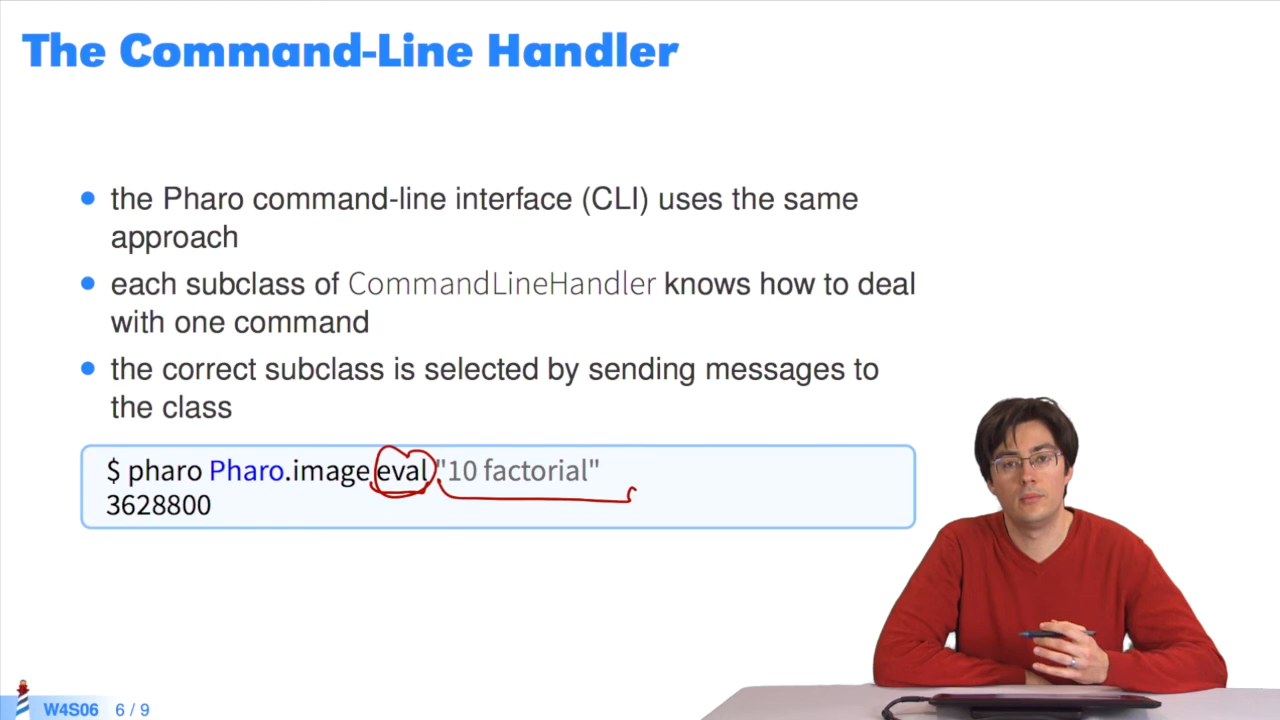 The Command-Line Handler
the Pharo command-line interface (CLI) uses the same
approach
each subclass of CommandLineHandler knows how to deal
with one command
the correct subclass is selected by sending messages to
the class
$ pharo Pharo.image eval "10 factorial"
3628800
W4S06 6 / 9